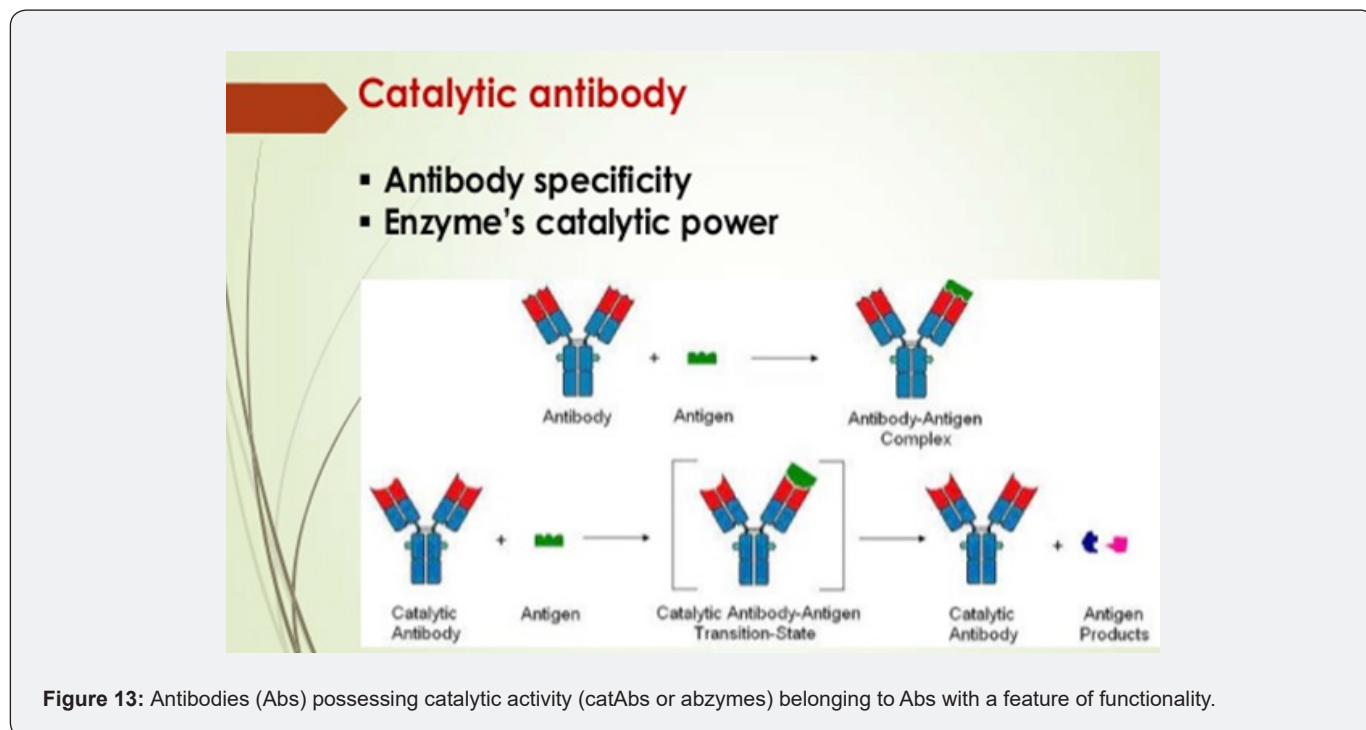 Catalytic antibody
▪ Antibody specificity
▪ Enzyme's catalytic power
+
Antibody
Antigen
Antibody-Antigen
Complex
+
+
Catalytic
Antibody
Antigen
Catalytic Antibody-Antigen
Transition-State
Catalytic
Antibody
Antigen
Products
Figure 13: Antibodies (Abs) possessing catalytic activity (catAbs or abzymes) belonging to Abs with a feature of functionality.